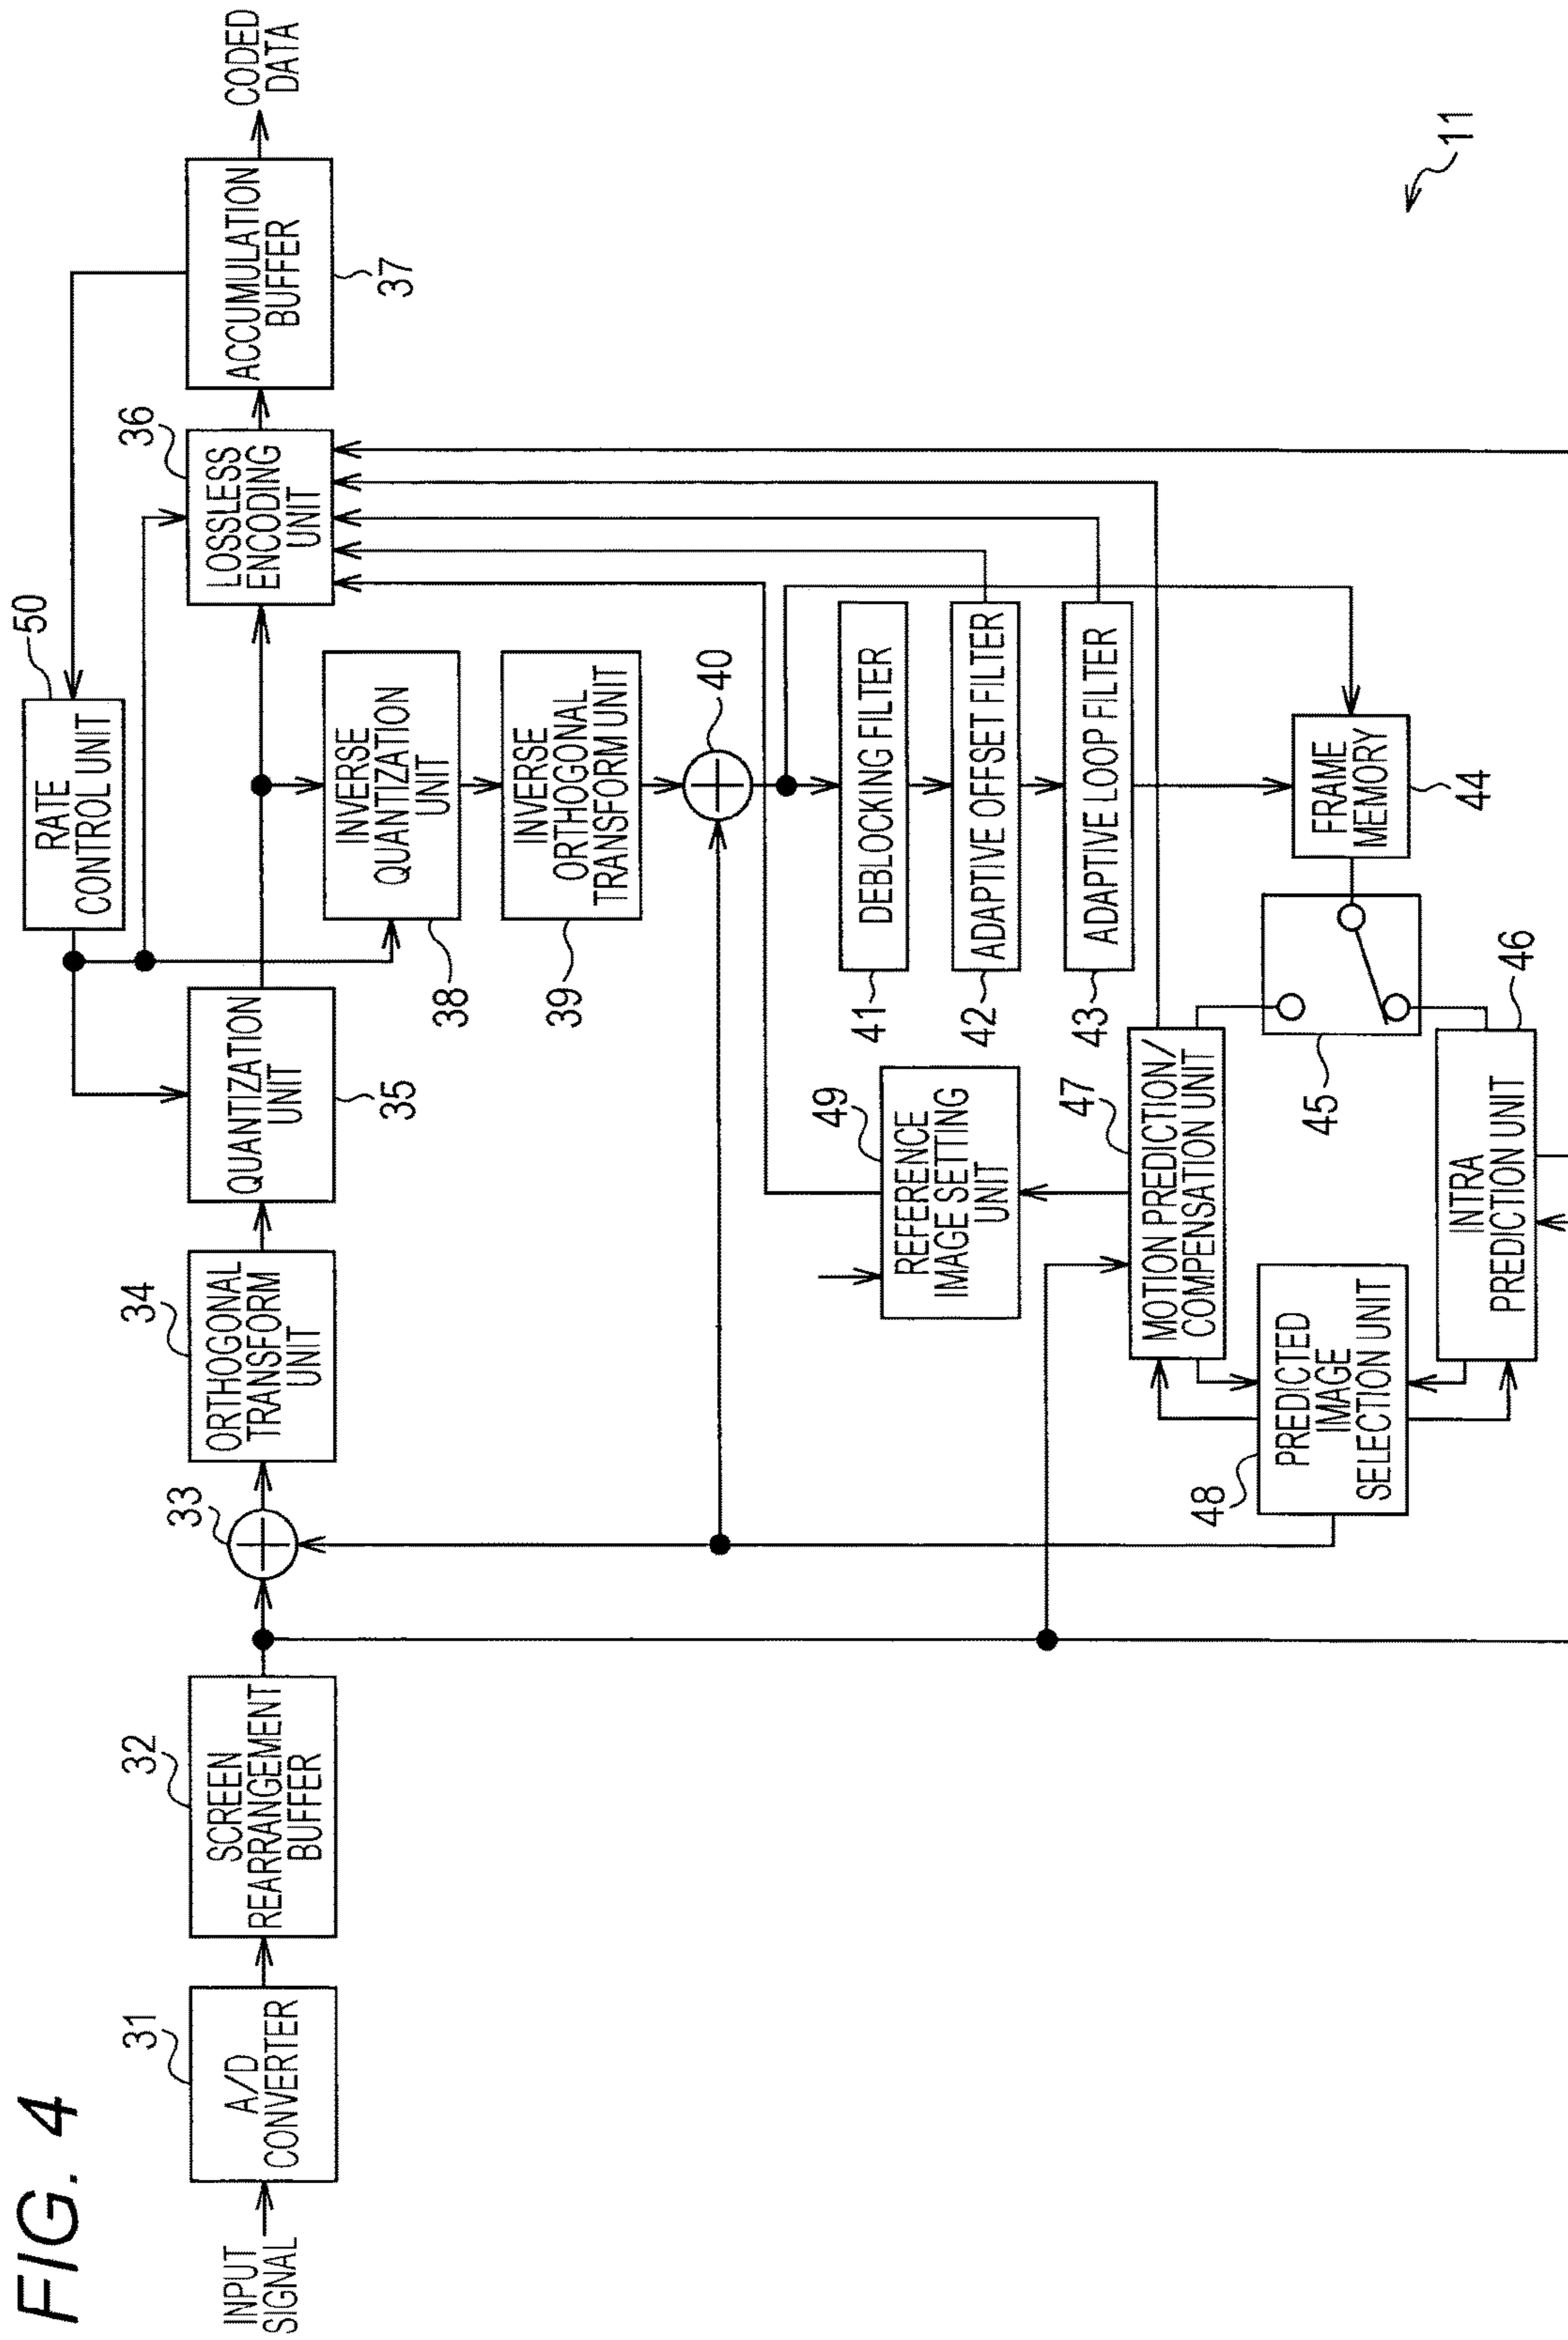 FIG. 4
INPUT
SIGNAL
31
A/D
CONVERTER
32
SCREEN
REARRANGEMENT
BUFFER
33
34
ORTHOGONAL
TRANSFORM
UNIT
35
QUANTIZATION
UNIT
50
RATE
CONTROL UNIT
36
LOSSLESS
ENCODING
UNIT
37
ACCUMULATION
BUFFER
CODED
DATA
38
INVERSE
QUANTIZATION
UNIT
39
INVERSE
ORTHOGONAL
TRANSFORM UNIT
40
41
DEBLOCKING FILTER
42
ADAPTIVE OFFSET FILTER
43
ADAPTIVE LOOP FILTER
44
FRAME
MEMORY
45
46
INTRA
PREDICTION UNIT
47
MOTION PREDICTION/
COMPENSATION UNIT
48
PREDICTED
IMAGE
SELECTION UNIT
49
REFERENCE
IMAGE SETTING
UNIT
11